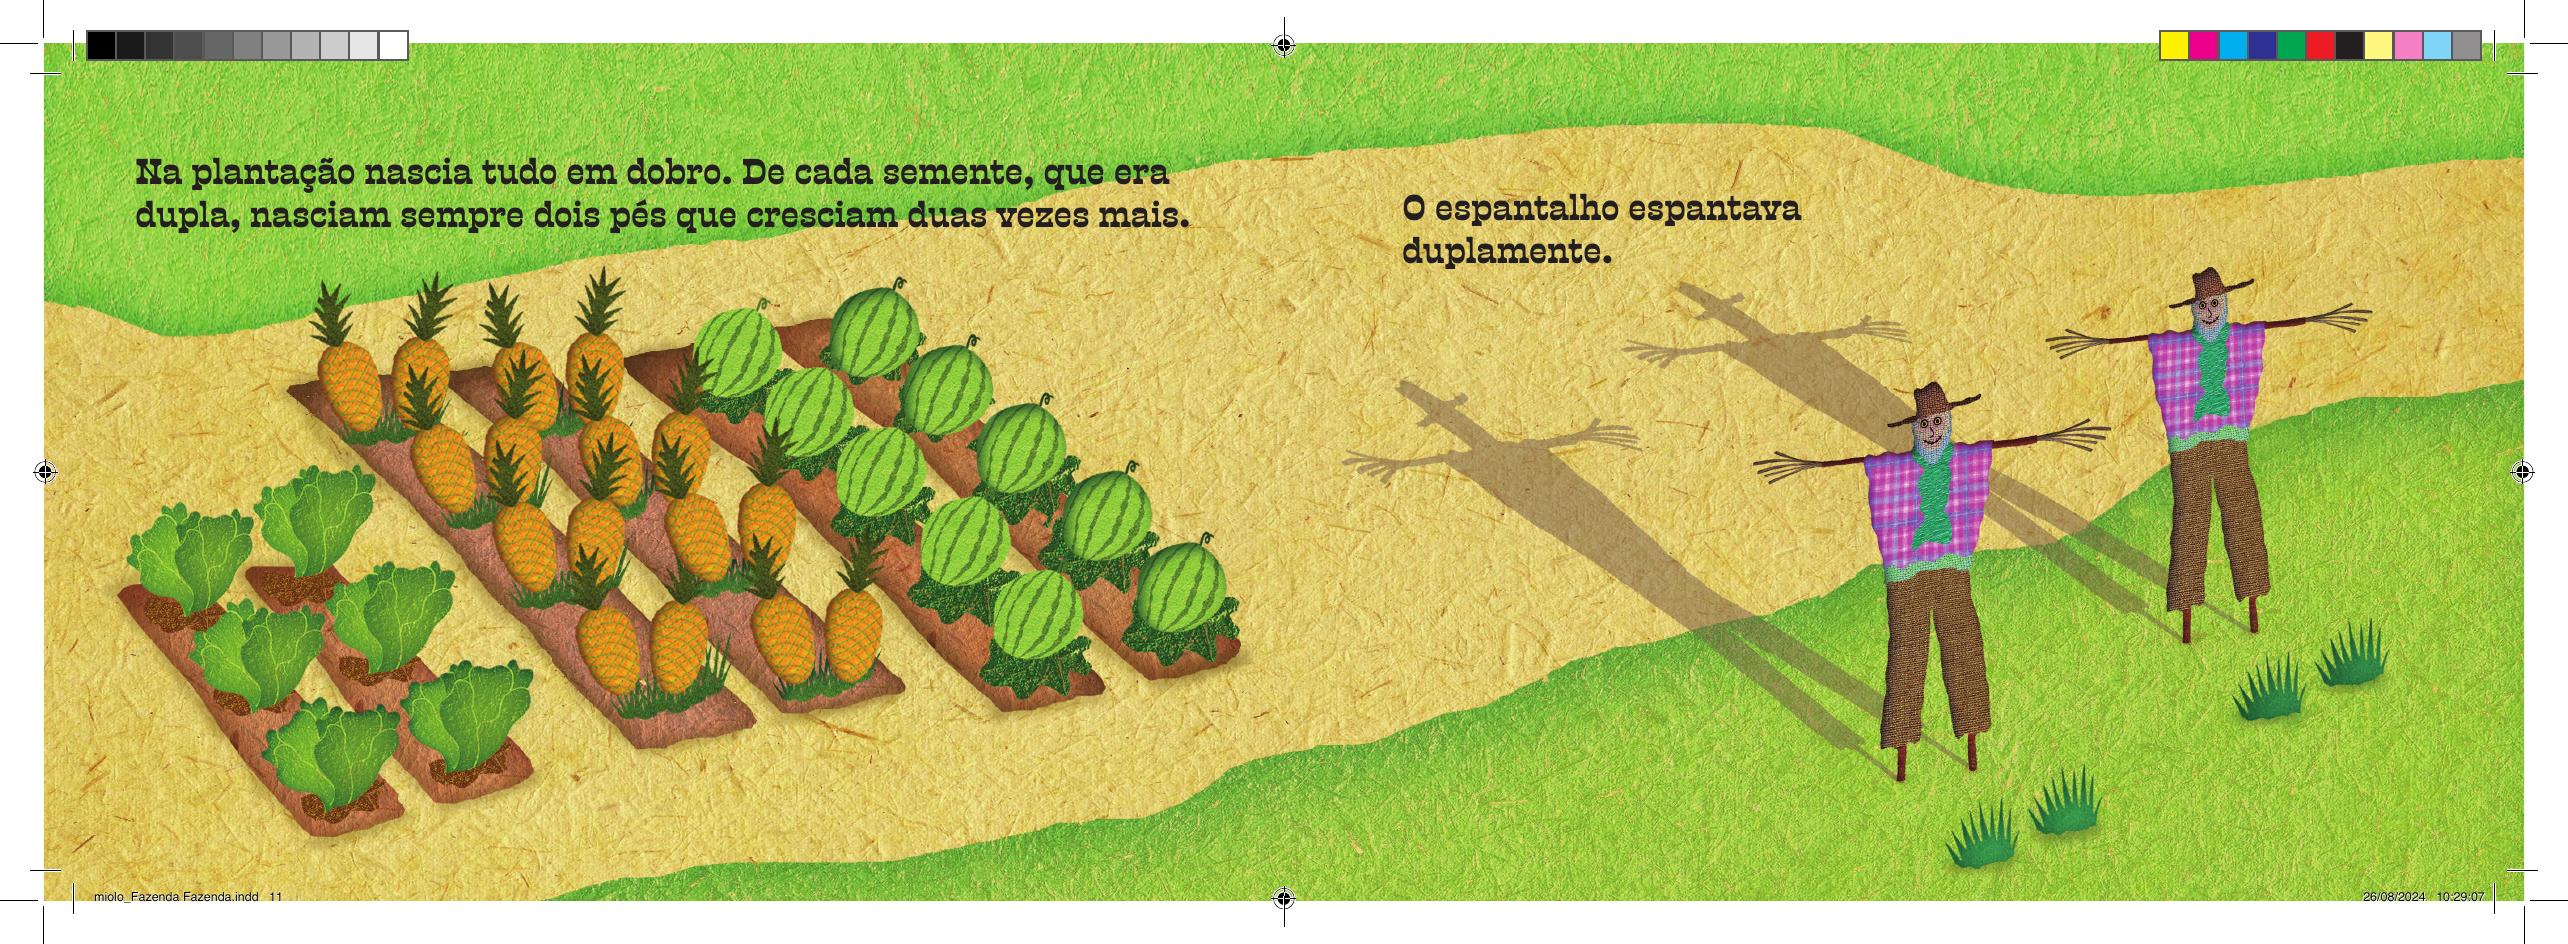 Na plantação nascia tudo em dobro. De cada semente, que era
dupla, nasciam sempre dois pés que cresciam duas vezes mais.
O espantalho espantava
duplamente.
miolo_Fazenda Fazenda.indd   11
26/08/2024   10:29:07